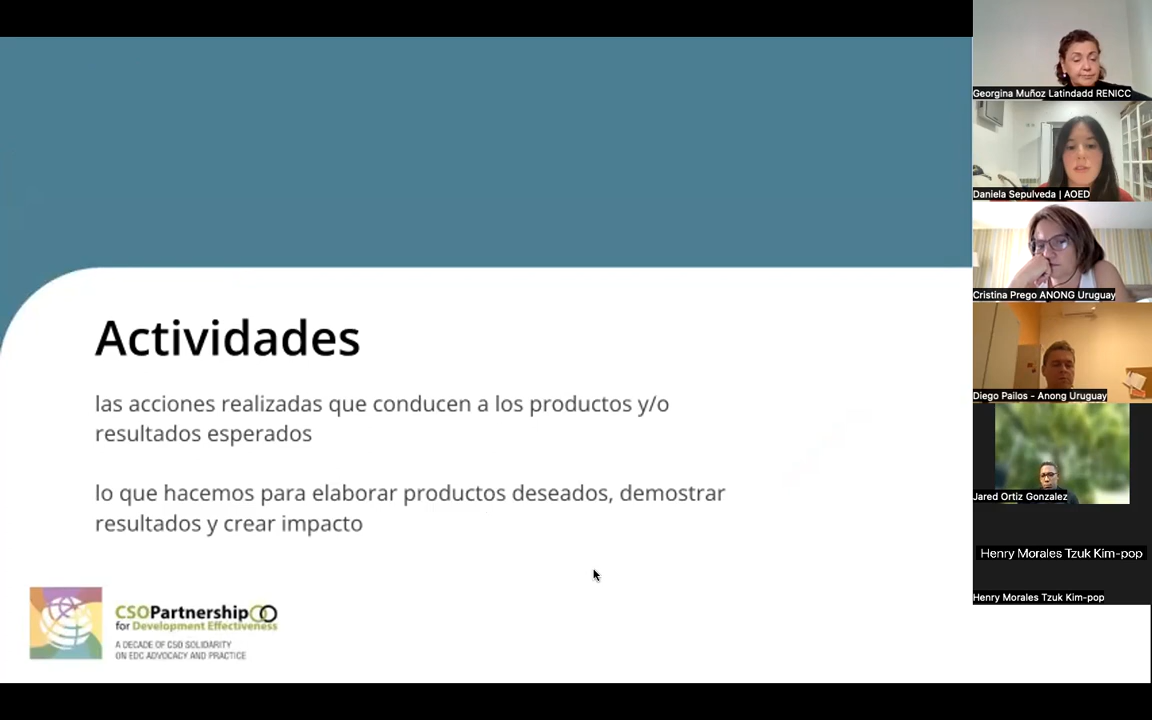 Actividades
las acciones realizadas que conducen a los productos y/o
resultados esperados
lo que hacemos para elaborar productos deseados, demostrar
resultados y crear impacto
CSOPartnership
for Development Effectiveness
A DECADE OF CSO SOLIDARITY
ON EDC ADVOCACY AND PRACTICE
Georgina Muñoz Latindadd RENICC
Daniela Sepulveda | AOED
Cristina Prego ANONG Uruguay
Diego Pailos - Anong Uruguay
Jared Ortiz Gonzalez
Henry Morales Tzuk Kim-pop
Henry Morales Tzuk Kim-pop